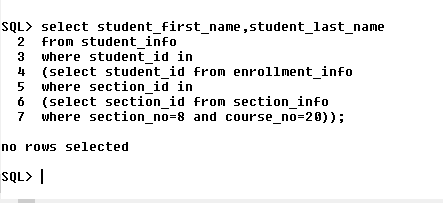 SQL> select student_first_name,student_last_name
2 from student_info
3 where student_id in
4 (select student_id from enrollment_info
5 where section_id in
6 (select section_id from section_info
7 where section_no=8 and course_no=20));
no rows selected
SQL>